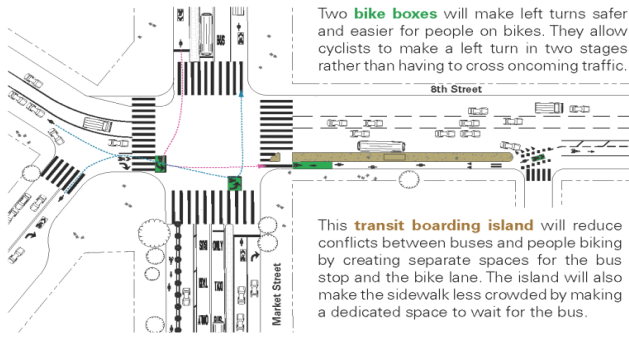 Two bike boxes will make left turns safer
and easier for people on bikes. They allow
cyclists to make a left turn in two stages
rather than having to cross oncoming traffic.
BUS
8th Street
This transit boarding island will reduce
conflicts between buses and people biking
by creating separate spaces for the bus
stop and the bike lane. The island will also
make the sidewalk less crowded by making
a dedicated space to wait for the bus.
Market Street
ONLY
TAXI